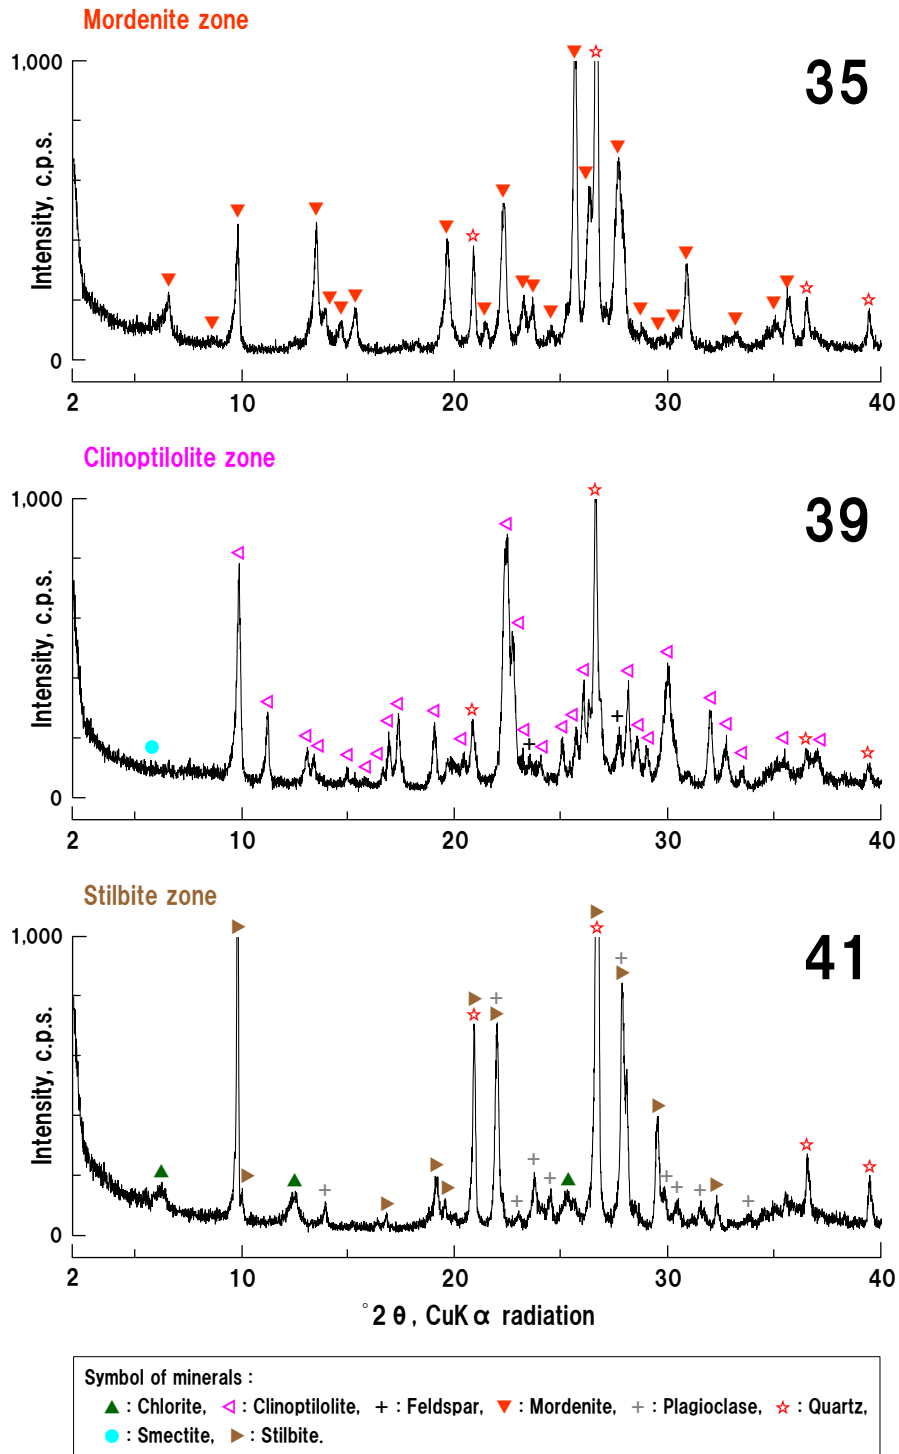 Mordenite zone
1,000
35
Intensity, c.p.s.
0
2 10 20 30 40
Clinoptilolite zone
1,000
39
Intensity, c.p.s.
0
2 10 20 30 40
Stilbite zone
1,000
41
Intensity, c.p.s.
0
2 10 20 30 40
°2θ, CuKα radiation
Symbol of minerals :
▲ : Chlorite, ◁ : Clinoptilolite, + : Feldspar, ▼ : Mordenite, + : Plagioclase, ☆ : Quartz,
● : Smectite, ▶ : Stilbite.